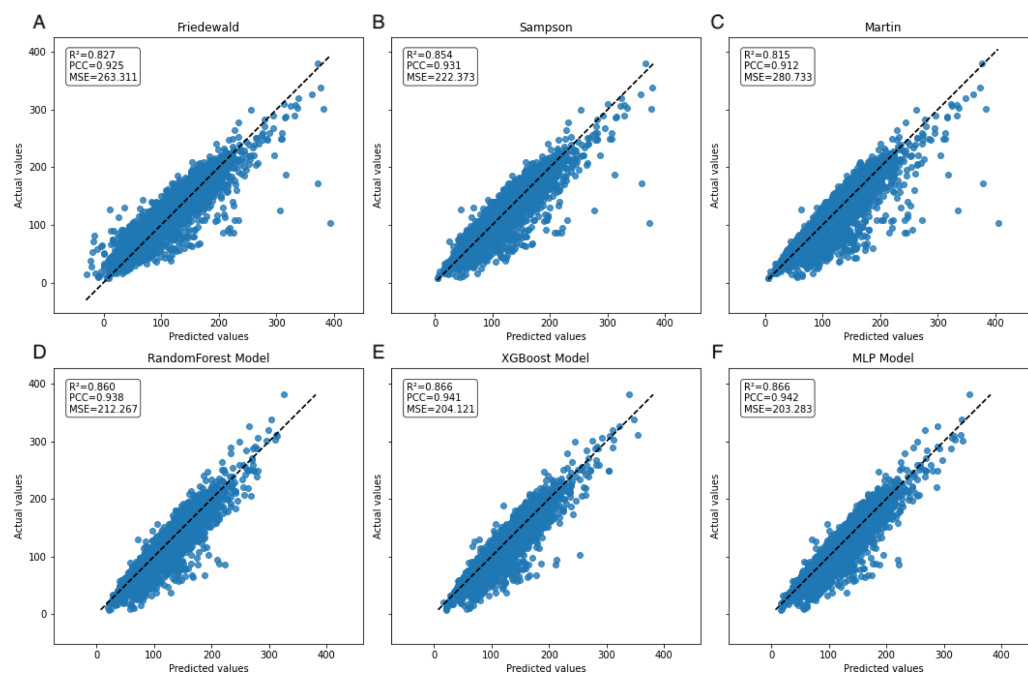 A
Friedewald
R²=0.827
PCC=0.925
MSE=263.311
400
300
200
100
0
Actual values
0 100 200 300 400
Predicted values
B
Sampson
R²=0.854
PCC=0.931
MSE=222.373
Actual values
0 100 200 300 400
Predicted values
C
Martin
R²=0.815
PCC=0.912
MSE=280.733
Actual values
0 100 200 300 400
Predicted values
D
RandomForest Model
R²=0.860
PCC=0.938
MSE=212.267
400
300
200
100
0
Actual values
0 100 200 300 400
Predicted values
E
XGBoost Model
R²=0.866
PCC=0.941
MSE=204.121
Actual values
0 100 200 300 400
Predicted values
F
MLP Model
R²=0.866
PCC=0.942
MSE=203.283
Actual values
0 100 200 300 400
Predicted values